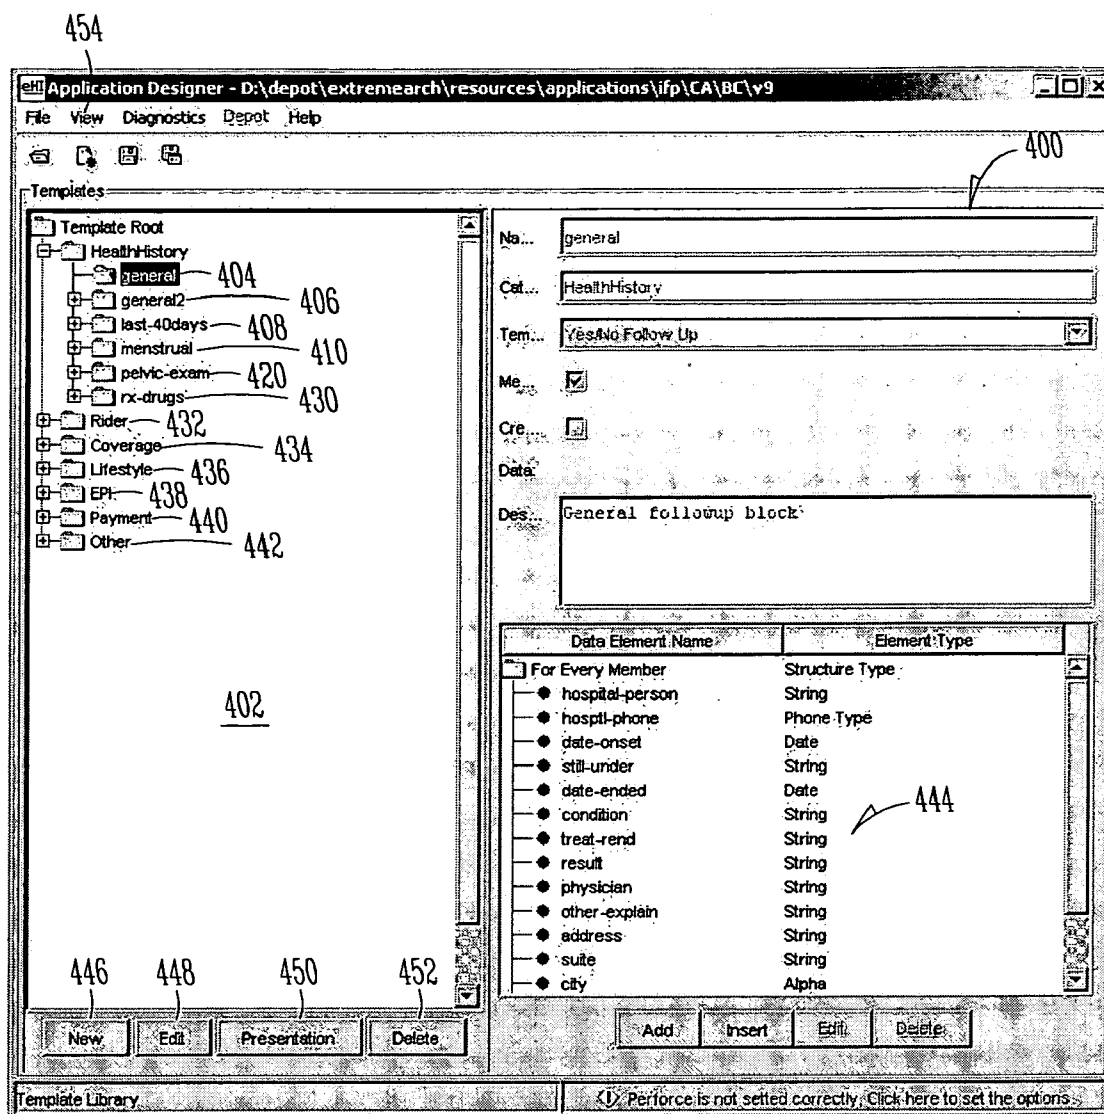 454
eHI Application Designer - D:\depot\extremearch\resources\applications\ifp\CA\BC\v9
File View Diagnostics Depot Help
400
Templates
Template Root
HealthHistory
general 404
general2 406
last-40days 408
menstrual 410
pelvic-exam 420
rx-drugs 430
Rider 432
Coverage 434
Lifestyle 436
EPI 438
Payment 440
Other 442
402
446 448 450 452
New Edit Presentation Delete
Na... general
Cat... HealthHistory
Tem... Yes/No Follow Up
Me...
Cre...
Data:
Des... General followup block
Data Element Name Element Type
For Every Member Structure Type
hospital-person String
hosptl-phone Phone Type
date-onset Date
still-under String
date-ended Date
condition String
treat-rend String
result String
physician String
other-explain String
address String
suite String
city Alpha
444
Add Insert Edit Delete
Template Library
Perforce is not setted correctly, Click here to set the options.